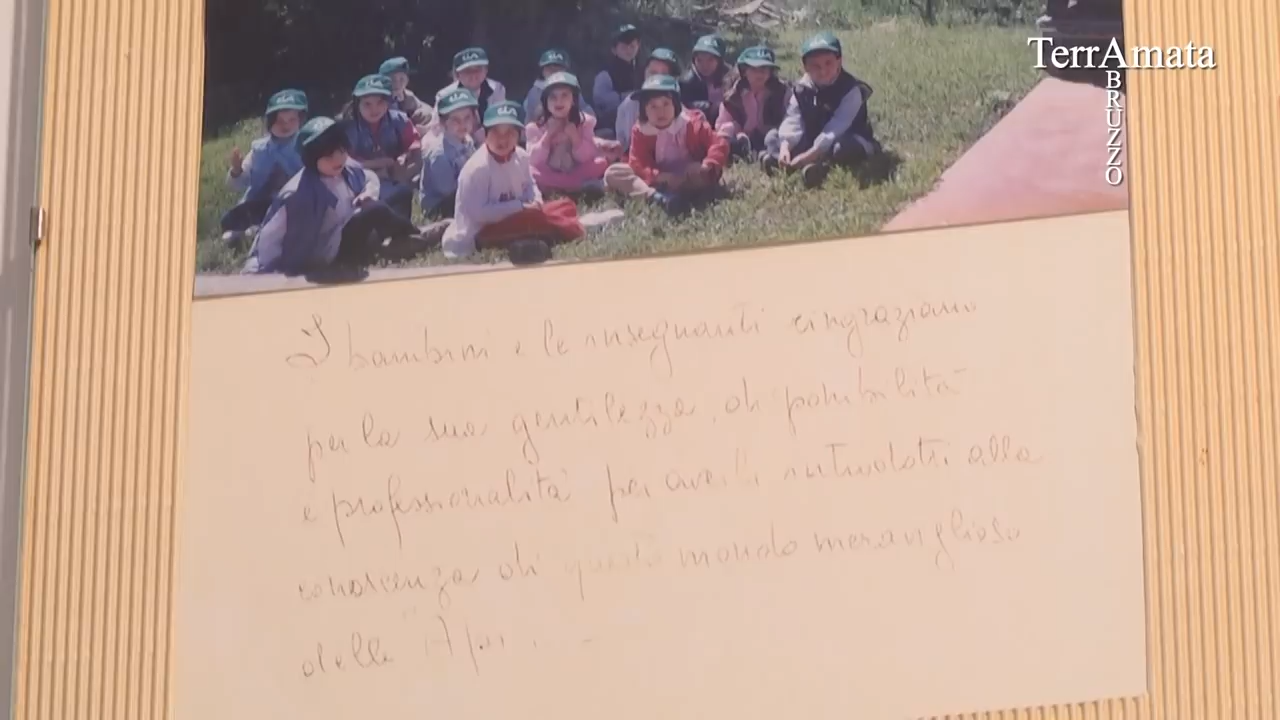 TerrAmata
ABRUZZO
CIA
I bambini e le insegnanti ringraziano
per la sua gentilezza, disponibilità
e professionalità per averli introdotti alla
conoscenza di questo mondo meraviglioso
delle "Api...